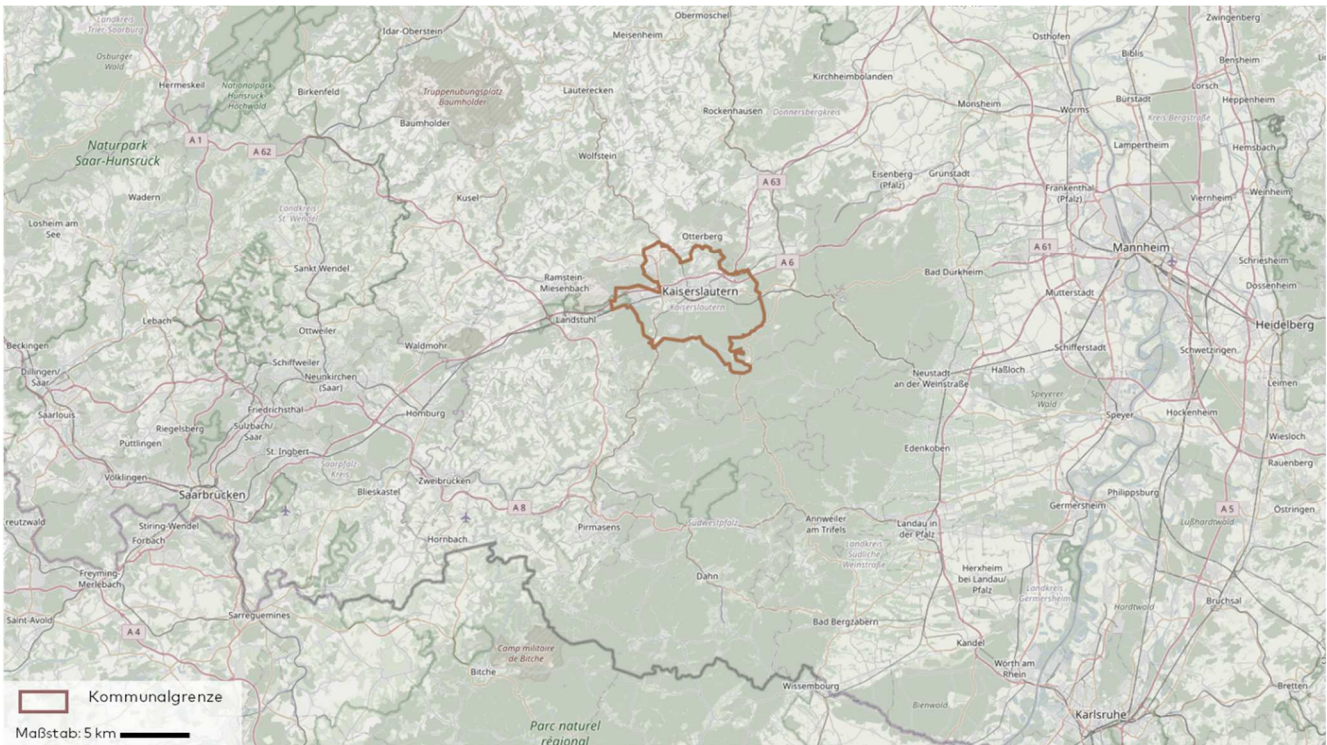 Obermoschel
Zwingenberg
Landkreis
Trier-Saarburg
Idar-Oberstein
Meisenheim
Osthofen
Biblis
Bensheim
Osburger
Wald
Hermeskeil
Nationalpark
Hunsrück
Hochwald
Birkenfeld
Truppenübungsplatz
Baumholder
Lauterecken
Kirchheimbolanden
Lorsch
Heppenheim
Rockenhausen
Donnersbergkreis
Monsheim
Worms
Bürstadt
Kreis Bergstraße
Baumholder
A 1
A 62
Naturpark
Saar-Hunsruck
Wolfstein
Lampertheim
Hemsbach
Eisenberg
(Pfalz)
Grünstadt
A 63
Frankenthal
(Pfalz)
Viernheim
Weinheim
Wadern
Kusel
Landkreis
St. Wendel
Losheim am
See
Otterberg
A 6
A 61
Mannheim
Schriesheim
Sankt Wendel
Ramstein-
Miesenbach
Kaiserslautern
Kaiserslautern
Bad Dürkheim
Mutterstadt
Dossenheim
Lebach
Ottweiler
Landstuhl
Heidelberg
Beckingen
Waldmohr
Schifferstadt
Schwetzingen
Dillingen/
Saar
Schiffweiler
Neunkirchen
(Saar)
Neustadt
an der Weinstraße
Haßloch
Leimen
Saarlouis
Friedrichsthal
Homburg
Speyerer
Wald
Speyer
Hockenheim
Riegelsberg
Sulzbach/
Saar
Püttlingen
St. Ingbert
Edenkoben
Wiesloch
Saarpfalz-
Kreis
Rauenberg
Völklingen
Zweibrücken
Blieskastel
Saarbrücken
Philippsburg
A 8
Germersheim
A 5
Östringen
reutzwald
Stiring-Wendel
Forbach
Hornbach
Pirmasens
Südwestpfalz
Annweiler
am Trifels
Landau in
der Pfalz
Lußhardtwald
Landkreis
Südliche
Weinstraße
Freyming-
Merlebach
Dahn
Herxheim
bei Landau/
Pfalz
Landkreis
Germersheim
Bruchsal
Hardtwald
Saint-Avold
Sarreguemines
Bad Bergzabern
A 4
Camp militaire
de Bitche
Kandel
Bitche
Wörth am
Rhein
Wissembourg
Bretten
Bienwald
Karlsruhe
Parc naturel
régional
Kommunalgrenze
Maßstab: 5 km